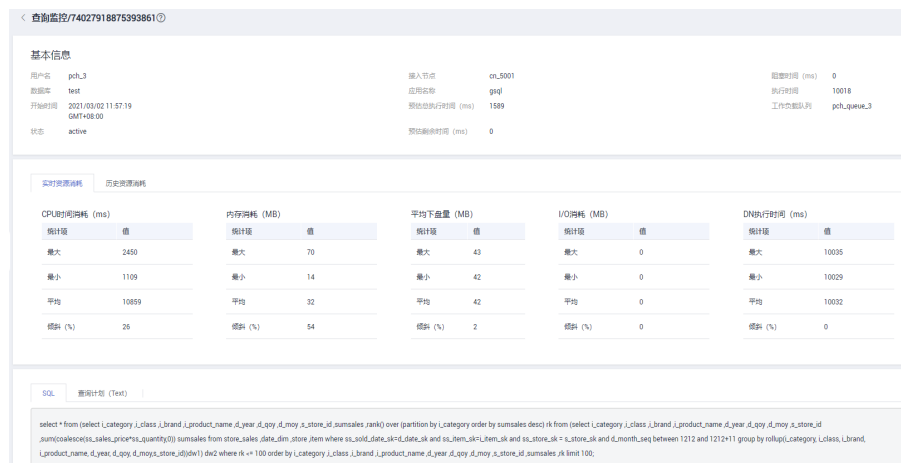 查询监控/74027918875393861
基本信息
用户名 pch_3 接入节点 cn_5001 阻塞时间 (ms) 0
数据库 test 应用名称 gsql 执行时间 10018
开始时间 2021/03/02 11:57:19 预估总执行时间 (ms) 1589 工作负载队列 pch_queue_3
GMT+08:00
状态 active 预估剩余时间 (ms) 0
实时资源消耗 历史资源消耗
CPU时间消耗 (ms) 内存消耗 (MB) 平均下盘量 (MB) I/O消耗 (MB) DN执行时间 (ms)
统计项 值 统计项 值 统计项 值 统计项 值 统计项 值
最大 2450 最大 70 最大 43 最大 0 最大 10035
最小 1109 最小 14 最小 42 最小 0 最小 10029
平均 10859 平均 32 平均 42 平均 0 平均 10032
倾斜 (%) 26 倾斜 (%) 54 倾斜 (%) 2 倾斜 (%) 0 倾斜 (%) 0
SQL 查询计划 (Text)
select * from (select i_category ,i_class ,i_brand ,i_product_name ,d_year ,d_qoy ,d_moy ,s_store_id ,sumsales ,rank() over (partition by i_category order by sumsales desc) rk from (select i_category ,i_class ,i_brand ,i_product_name ,d_year ,d_qoy ,d_moy ,s_store_id
,sum(coalesce(ss_sales_price*ss_quantity,0)) sumsales from store_sales ,date_dim ,store ,item where ss_sold_date_sk=d_date_sk and ss_item_sk=i_item_sk and ss_store_sk = s_store_sk and d_month_seq between 1212 and 1212+11 group by rollup(i_category, i_class, i_brand,
i_product_name, d_year, d_qoy, d_moy,s_store_id))dw1) dw2 where rk <= 100 order by i_category ,i_class ,i_brand ,i_product_name ,d_year ,d_qoy ,d_moy ,s_store_id ,sumsales ,rk limit 100;